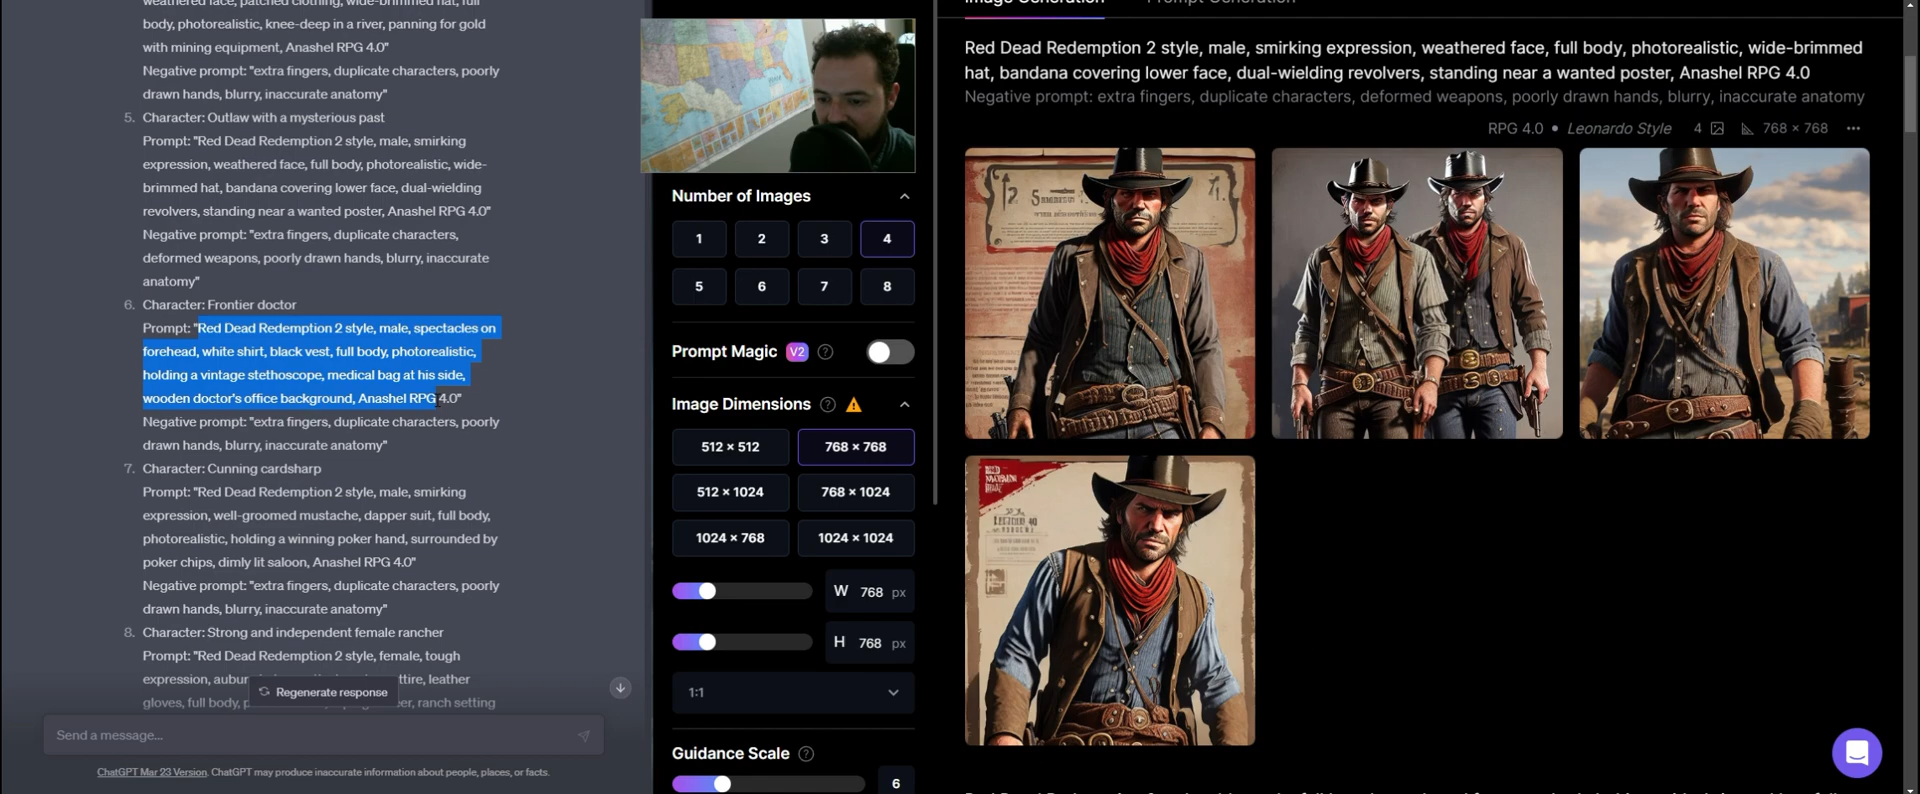 weathered face, patched clothing, wide-brimmed hat, full
body, photorealistic, knee-deep in a river, panning for gold
with mining equipment, Anashel RPG 4.0"
Negative prompt: "extra fingers, duplicate characters, poorly
drawn hands, blurry, inaccurate anatomy"
5. Character: Outlaw with a mysterious past
Prompt: "Red Dead Redemption 2 style, male, smirking
expression, weathered face, full body, photorealistic, wide-
brimmed hat, bandana covering lower face, dual-wielding
revolvers, standing near a wanted poster, Anashel RPG 4.0"
Negative prompt: "extra fingers, duplicate characters,
deformed weapons, poorly drawn hands, blurry, inaccurate
anatomy"
6. Character: Frontier doctor
Prompt: "Red Dead Redemption 2 style, male, spectacles on
forehead, white shirt, black vest, full body, photorealistic,
holding a vintage stethoscope, medical bag at his side,
wooden doctor's office background, Anashel RPG 4.0"
Negative prompt: "extra fingers, duplicate characters, poorly
drawn hands, blurry, inaccurate anatomy"
7. Character: Cunning cardsharp
Prompt: "Red Dead Redemption 2 style, male, smirking
expression, well-groomed mustache, dapper suit, full body,
photorealistic, holding a winning poker hand, surrounded by
poker chips, dimly lit saloon, Anashel RPG 4.0"
Negative prompt: "extra fingers, duplicate characters, poorly
drawn hands, blurry, inaccurate anatomy"
8. Character: Strong and independent female rancher
Prompt: "Red Dead Redemption 2 style, female, tough
expression, leather
gloves, full body, ranch setting
Regenerate response
Send a message...
ChatGPT Mar 23 Version. ChatGPT may produce inaccurate information about people, places, or facts.
Number of Images
1 2 3 4
5 6 7 8
Prompt Magic V2
Image Dimensions
512 × 512 768 × 768
512 × 1024 768 × 1024
1024 × 768 1024 × 1024
W 768 px
H 768 px
1:1
Guidance Scale
6
Image Generation Prompt Generation
Red Dead Redemption 2 style, male, smirking expression, weathered face, full body, photorealistic, wide-brimmed
hat, bandana covering lower face, dual-wielding revolvers, standing near a wanted poster, Anashel RPG 4.0
Negative prompt: extra fingers, duplicate characters, deformed weapons, poorly drawn hands, blurry, inaccurate anatomy
RPG 4.0 • Leonardo Style 4 768 × 768 •••